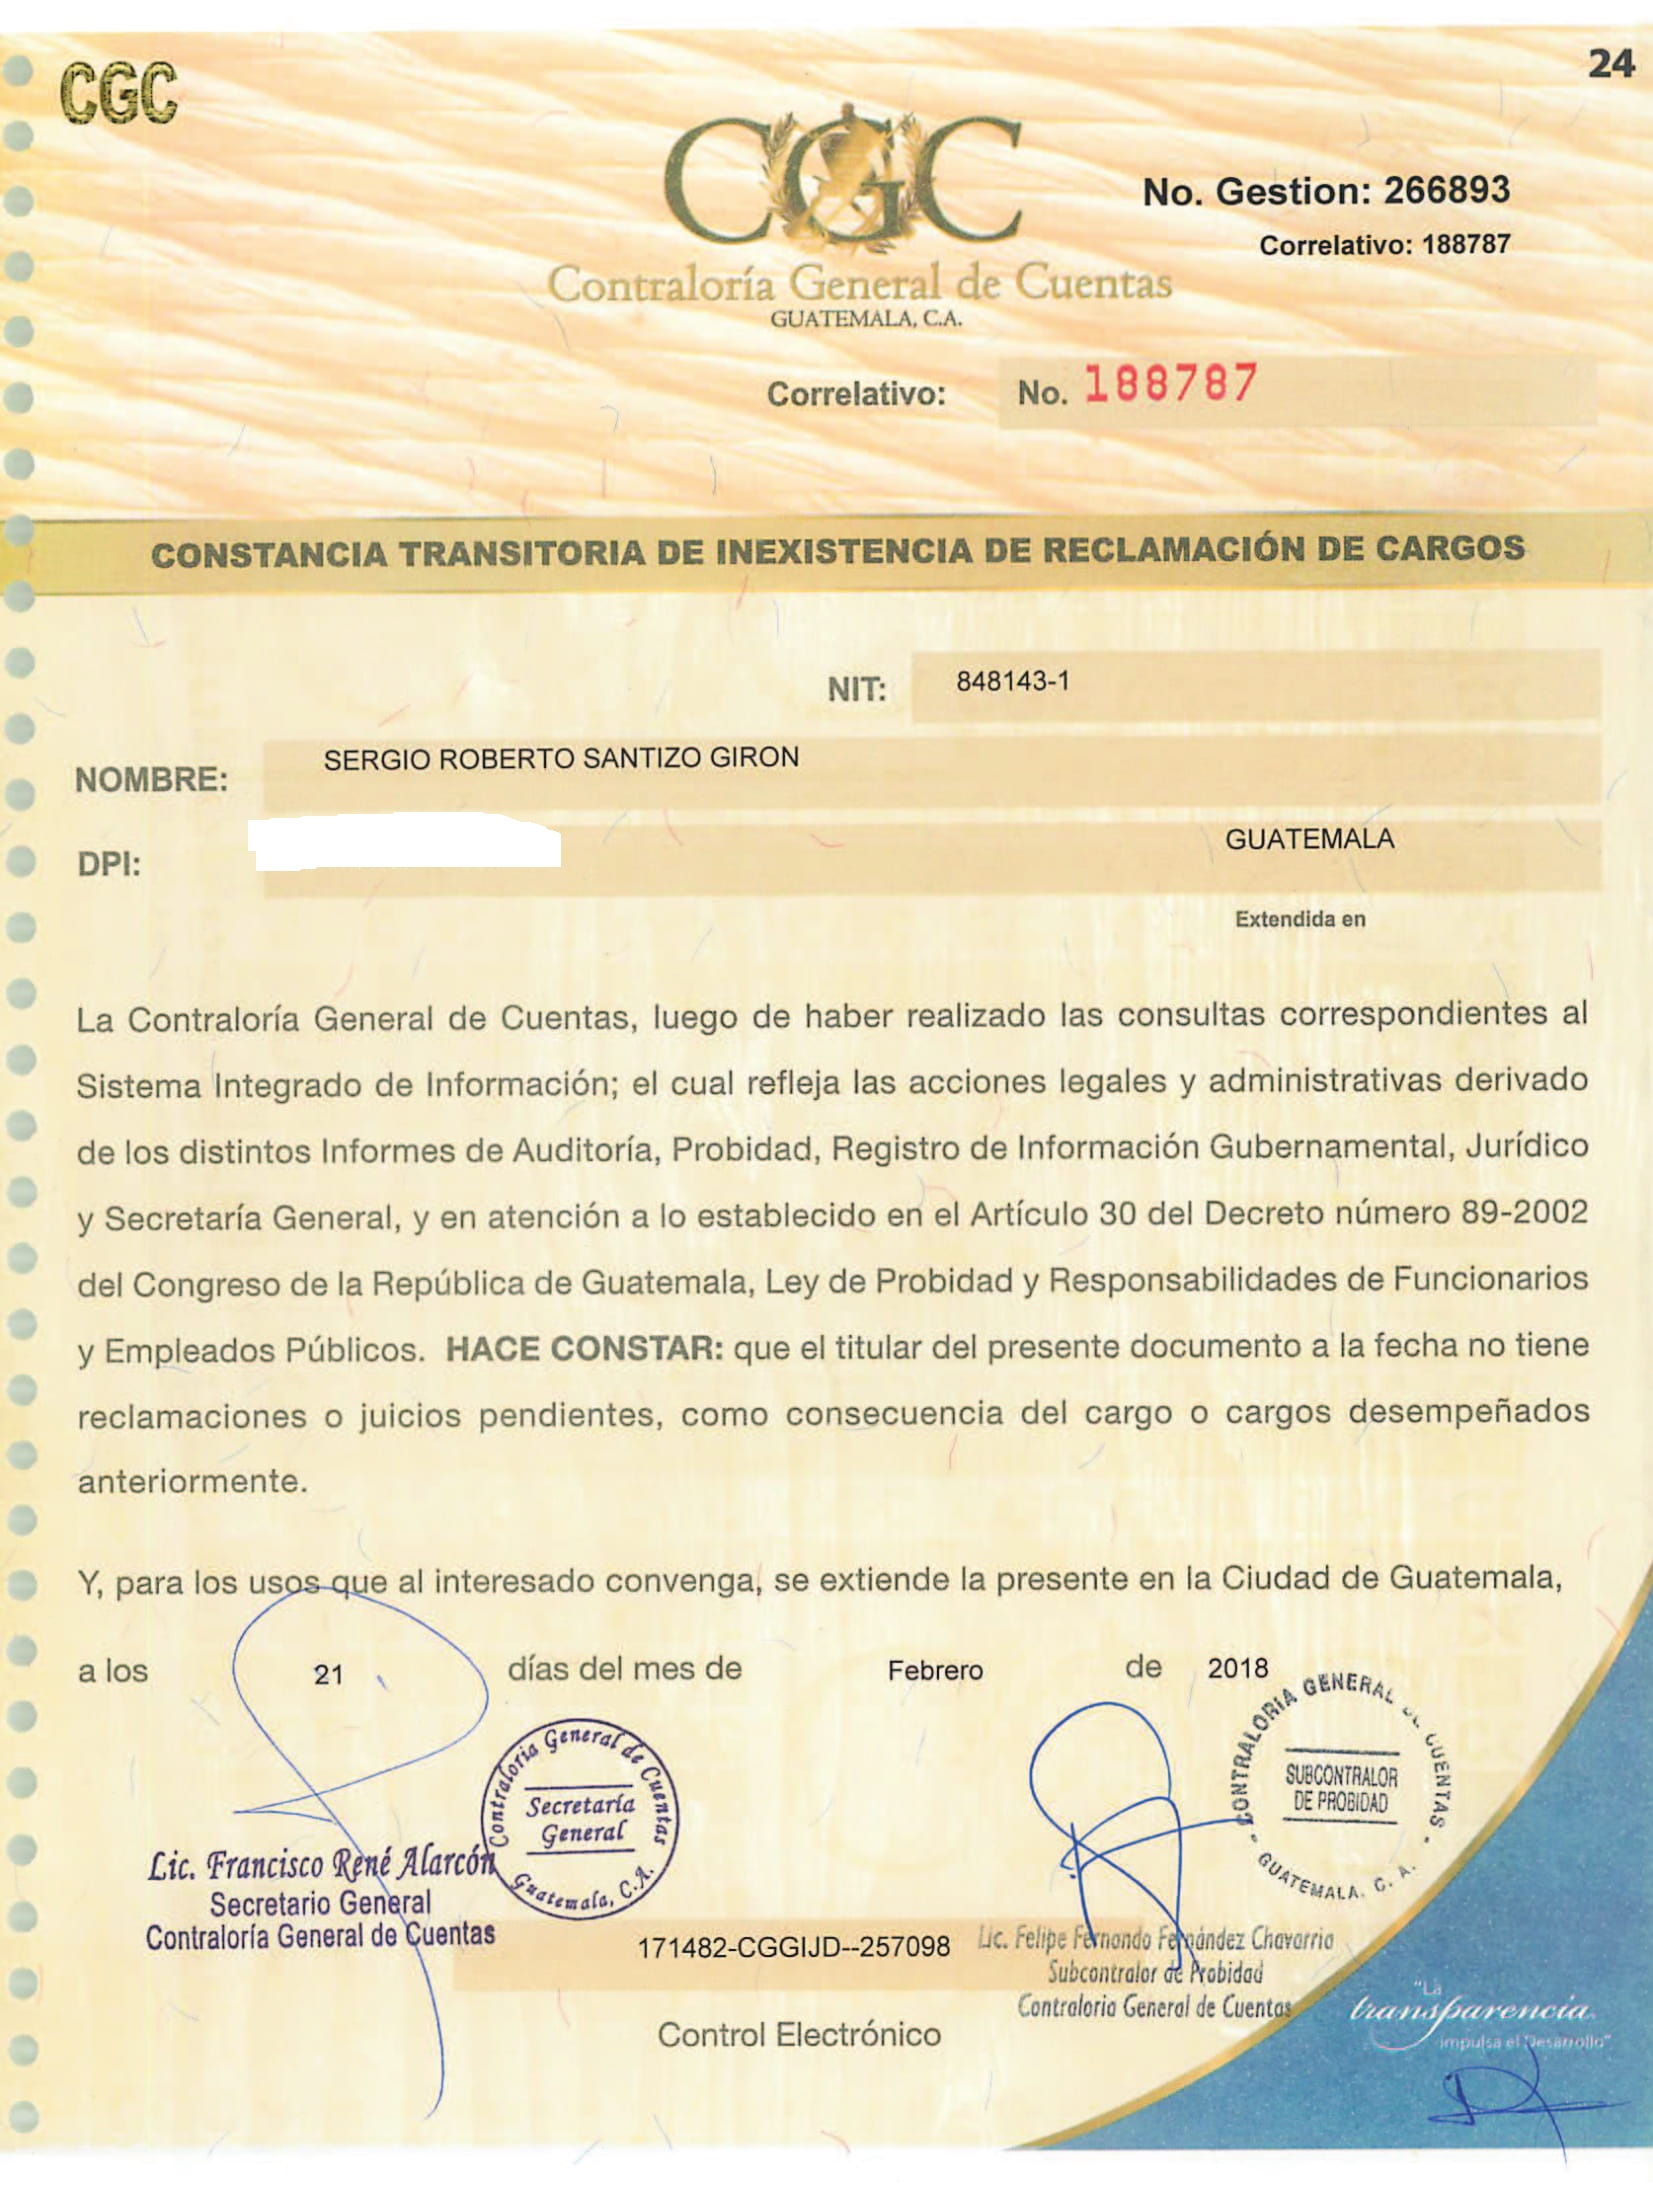 24
CGC
CGC
No. Gestion: 266893
Correlativo: 188787
Contraloría General de Cuentas
GUATEMALA, C.A.
Correlativo: No. 188787
CONSTANCIA TRANSITORIA DE INEXISTENCIA DE RECLAMACIÓN DE CARGOS
NIT: 848143-1
NOMBRE: SERGIO ROBERTO SANTIZO GIRON
DPI: GUATEMALA
Extendida en
La Contraloría General de Cuentas, luego de haber realizado las consultas correspondientes al
Sistema Integrado de Información; el cual refleja las acciones legales y administrativas derivado
de los distintos Informes de Auditoría, Probidad, Registro de Información Gubernamental, Jurídico
y Secretaría General, y en atención a lo establecido en el Artículo 30 del Decreto número 89-2002
del Congreso de la República de Guatemala, Ley de Probidad y Responsabilidades de Funcionarios
y Empleados Públicos. HACE CONSTAR: que el titular del presente documento a la fecha no tiene
reclamaciones o juicios pendientes, como consecuencia del cargo o cargos desempeñados
anteriormente.
Y, para los usos que al interesado convenga, se extiende la presente en la Ciudad de Guatemala,
a los 21 días del mes de Febrero de 2018
Contraloría General de Cuentas
Secretaría
General
Guatemala, C.A.
CONTRALORIA GENERAL DE CUENTAS
SUBCONTRALOR
DE PROBIDAD
GUATEMALA. C. A.
Lic. Francisco René Alarcón
Secretario General
Contraloría General de Cuentas
171482-CGGIJD--257098
Lic. Felipe Fernando Fernández Chavarria
Subcontralor de Probidad
Contraloria General de Cuentas
Control Electrónico
"La
transparencia
impulsa el Desarrollo"